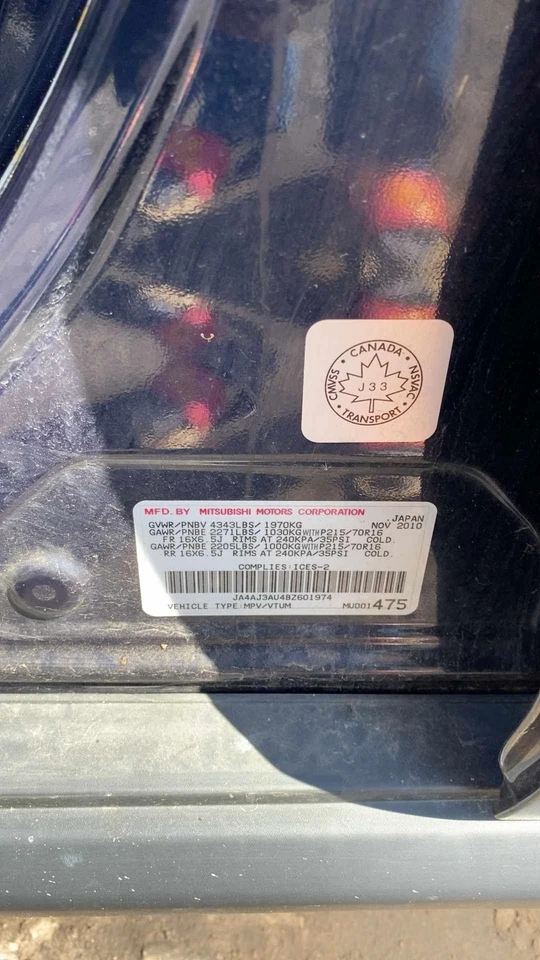 CANADA
CMVSS
J33
NSVAC
TRANSPORT
MFD. BY MITSUBISHI MOTORS CORPORATION JAPAN
GVWR/PNBV 4343LBS/1970KG NOV 2010
GAWR/PNBE 2271LBS/1030KG WITH P215/70R16
FR 16X6.5J RIMS AT 240KPA/35PSI COLD.
GAWR/PNBE 2205LBS/1000KG WITH P215/70R16
RR 16X6.5J RIMS AT 240KPA/35PSI COLD.
COMPLIES:ICES-2
JA4AJ3AU4BZ601974
VEHICLE TYPE:MPV/VTUM MU001475